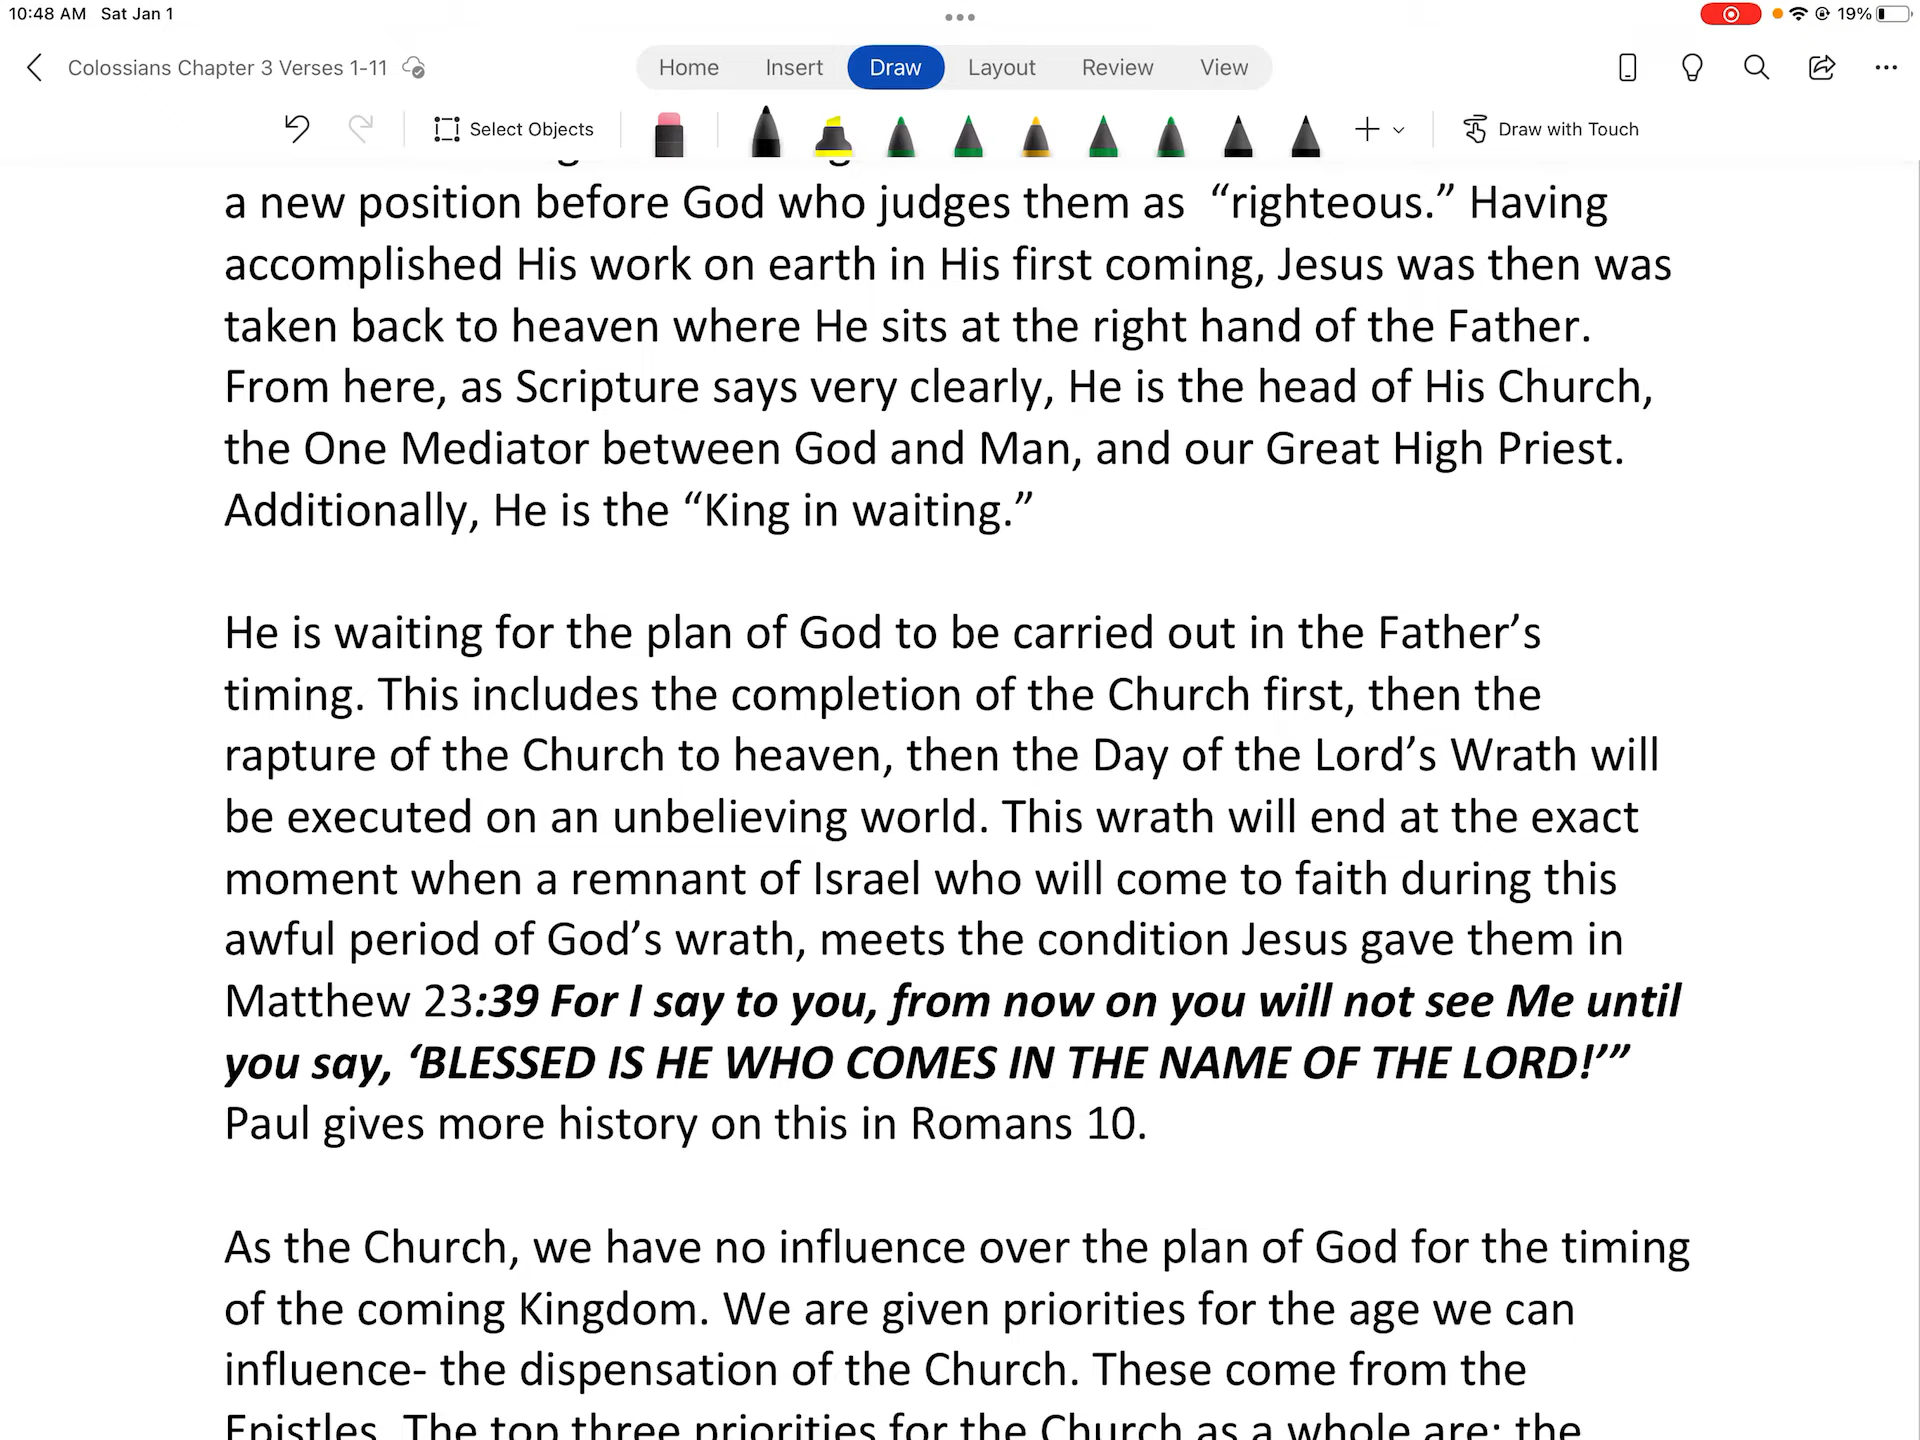 10:48 AM Sat Jan 1
19%
Colossians Chapter 3 Verses 1-11
Home Insert Draw Layout Review View
Select Objects
Draw with Touch
a new position before God who judges them as “righteous.” Having
accomplished His work on earth in His first coming, Jesus was then was
taken back to heaven where He sits at the right hand of the Father.
From here, as Scripture says very clearly, He is the head of His Church,
the One Mediator between God and Man, and our Great High Priest.
Additionally, He is the “King in waiting.”
He is waiting for the plan of God to be carried out in the Father’s
timing. This includes the completion of the Church first, then the
rapture of the Church to heaven, then the Day of the Lord’s Wrath will
be executed on an unbelieving world. This wrath will end at the exact
moment when a remnant of Israel who will come to faith during this
awful period of God’s wrath, meets the condition Jesus gave them in
Matthew 23:39 For I say to you, from now on you will not see Me until
you say, ‘BLESSED IS HE WHO COMES IN THE NAME OF THE LORD!’”
Paul gives more history on this in Romans 10.
As the Church, we have no influence over the plan of God for the timing
of the coming Kingdom. We are given priorities for the age we can
influence- the dispensation of the Church. These come from the
Epistles. The top three priorities for the Church as a whole are: the